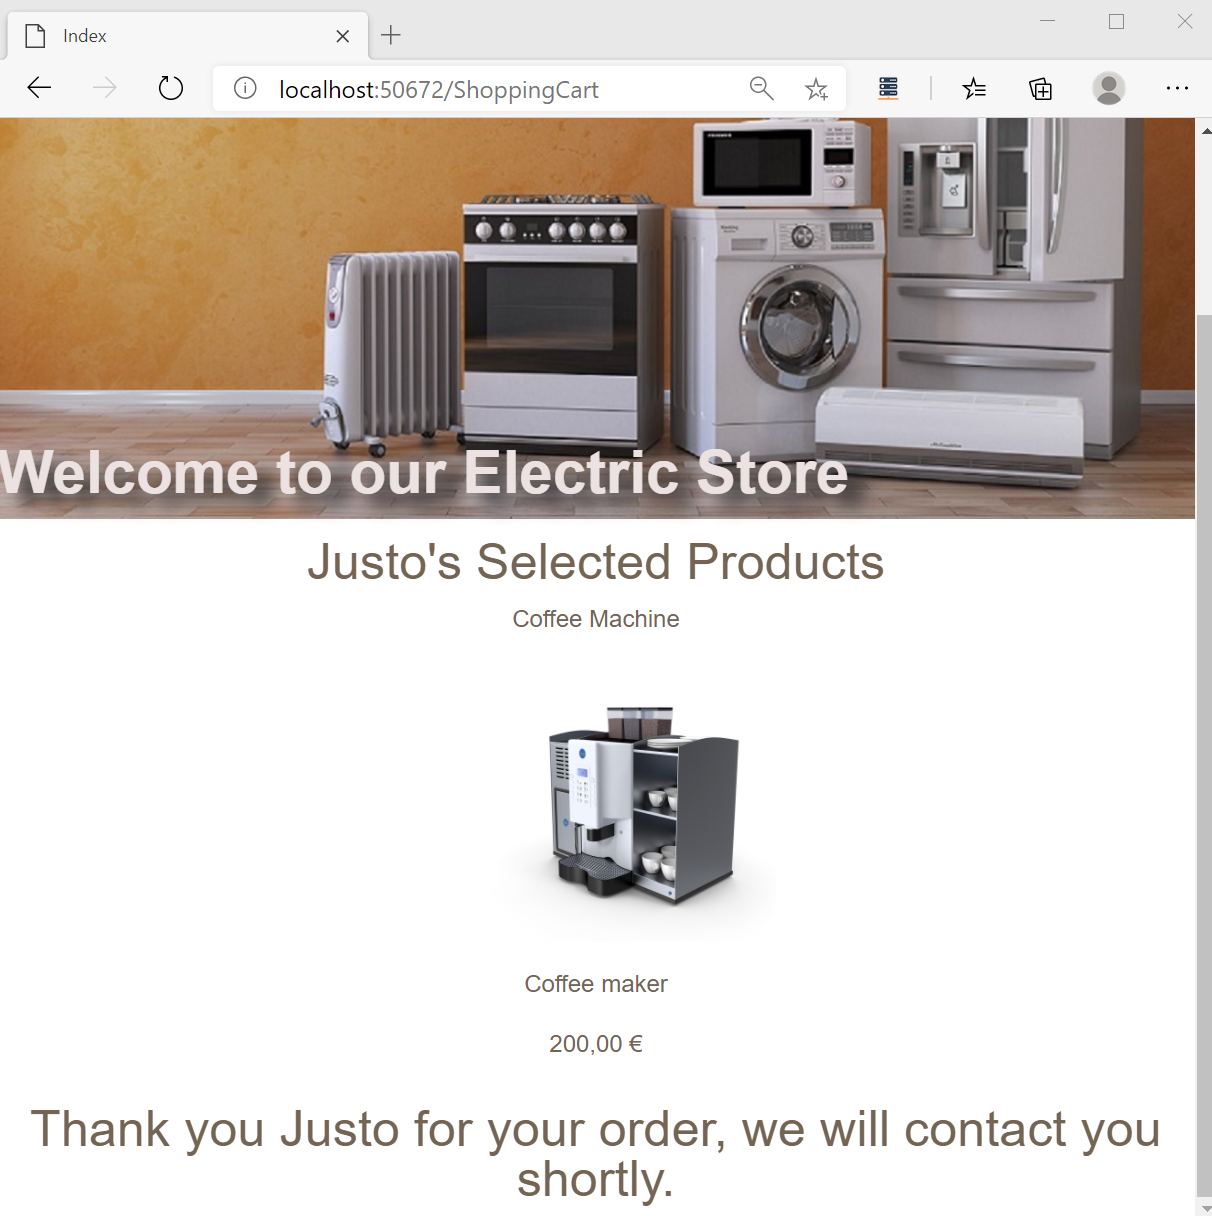 Index
localhost:50672/ShoppingCart
Welcome to our Electric Store
Justo's Selected Products
Coffee Machine
Coffee maker
200,00 €
Thank you Justo for your order, we will contact you
shortly.